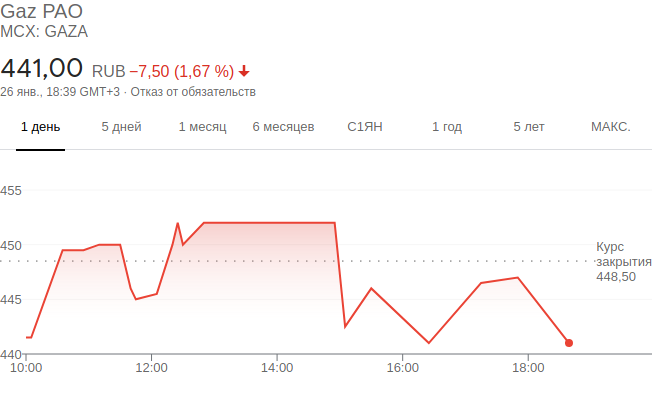 Gaz PAO
MCX: GAZA
441,00 RUB −7,50 (1,67 %)
26 янв., 18:39 GMT+3 · Отказ от обязательств
1 день 5 дней 1 месяц 6 месяцев С1ЯН 1 год 5 лет МАКС.
455
450
Курс
закрытия
448,50
445
440
10:00 12:00 14:00 16:00 18:00